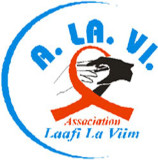 A. LA. VI.
Association
Laafi La Viim